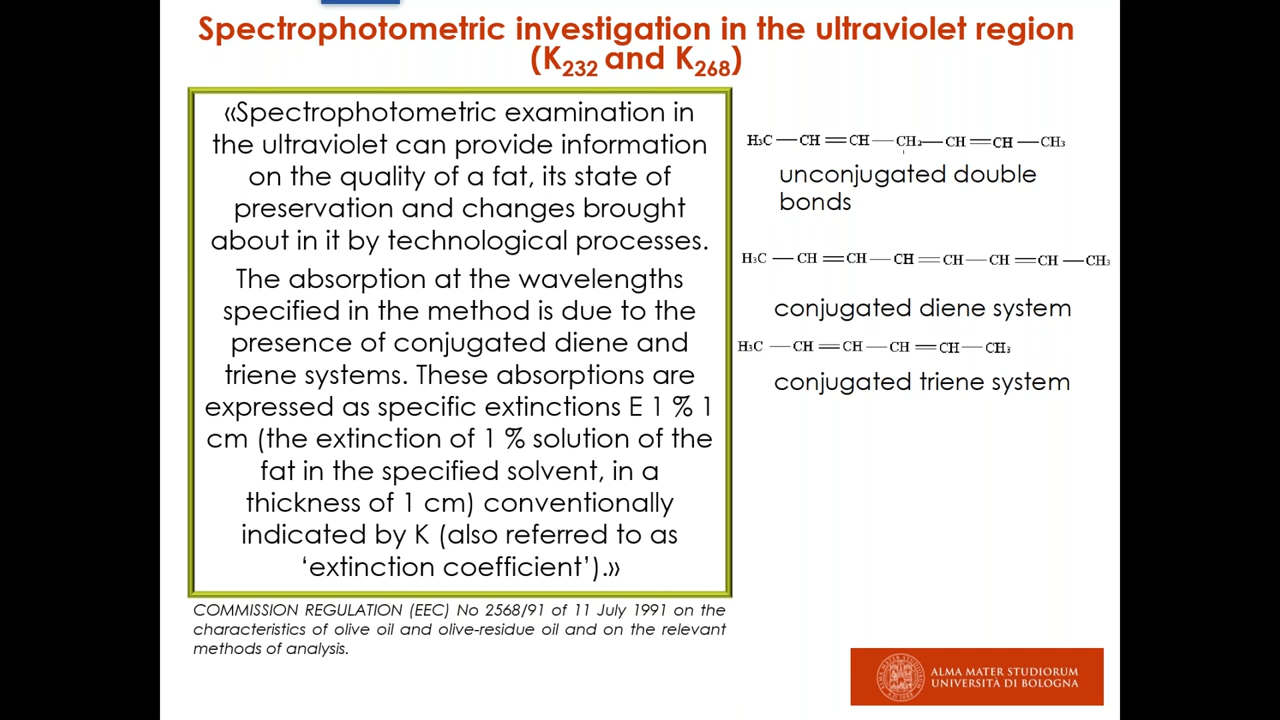 Spectrophotometric investigation in the ultraviolet region
(K232 and K268)
«Spectrophotometric examination in
the ultraviolet can provide information
on the quality of a fat, its state of
preservation and changes brought
about in it by technological processes.
The absorption at the wavelengths
specified in the method is due to the
presence of conjugated diene and
triene systems. These absorptions are
expressed as specific extinctions E 1 % 1
cm (the extinction of 1 % solution of the
fat in the specified solvent, in a
thickness of 1 cm) conventionally
indicated by K (also referred to as
‘extinction coefficient’).»
COMMISSION REGULATION (EEC) No 2568/91 of 11 July 1991 on the
characteristics of olive oil and olive-residue oil and on the relevant
methods of analysis.
H₃C — CH = CH — CH₂ — CH = CH — CH₃
unconjugated double
bonds
H₃C — CH = CH — CH = CH — CH = CH — CH₃
conjugated diene system
H₃C — CH = CH — CH = CH — CH₃
conjugated triene system
ALMA MATER STUDIORUM
UNIVERSITÀ DI BOLOGNA